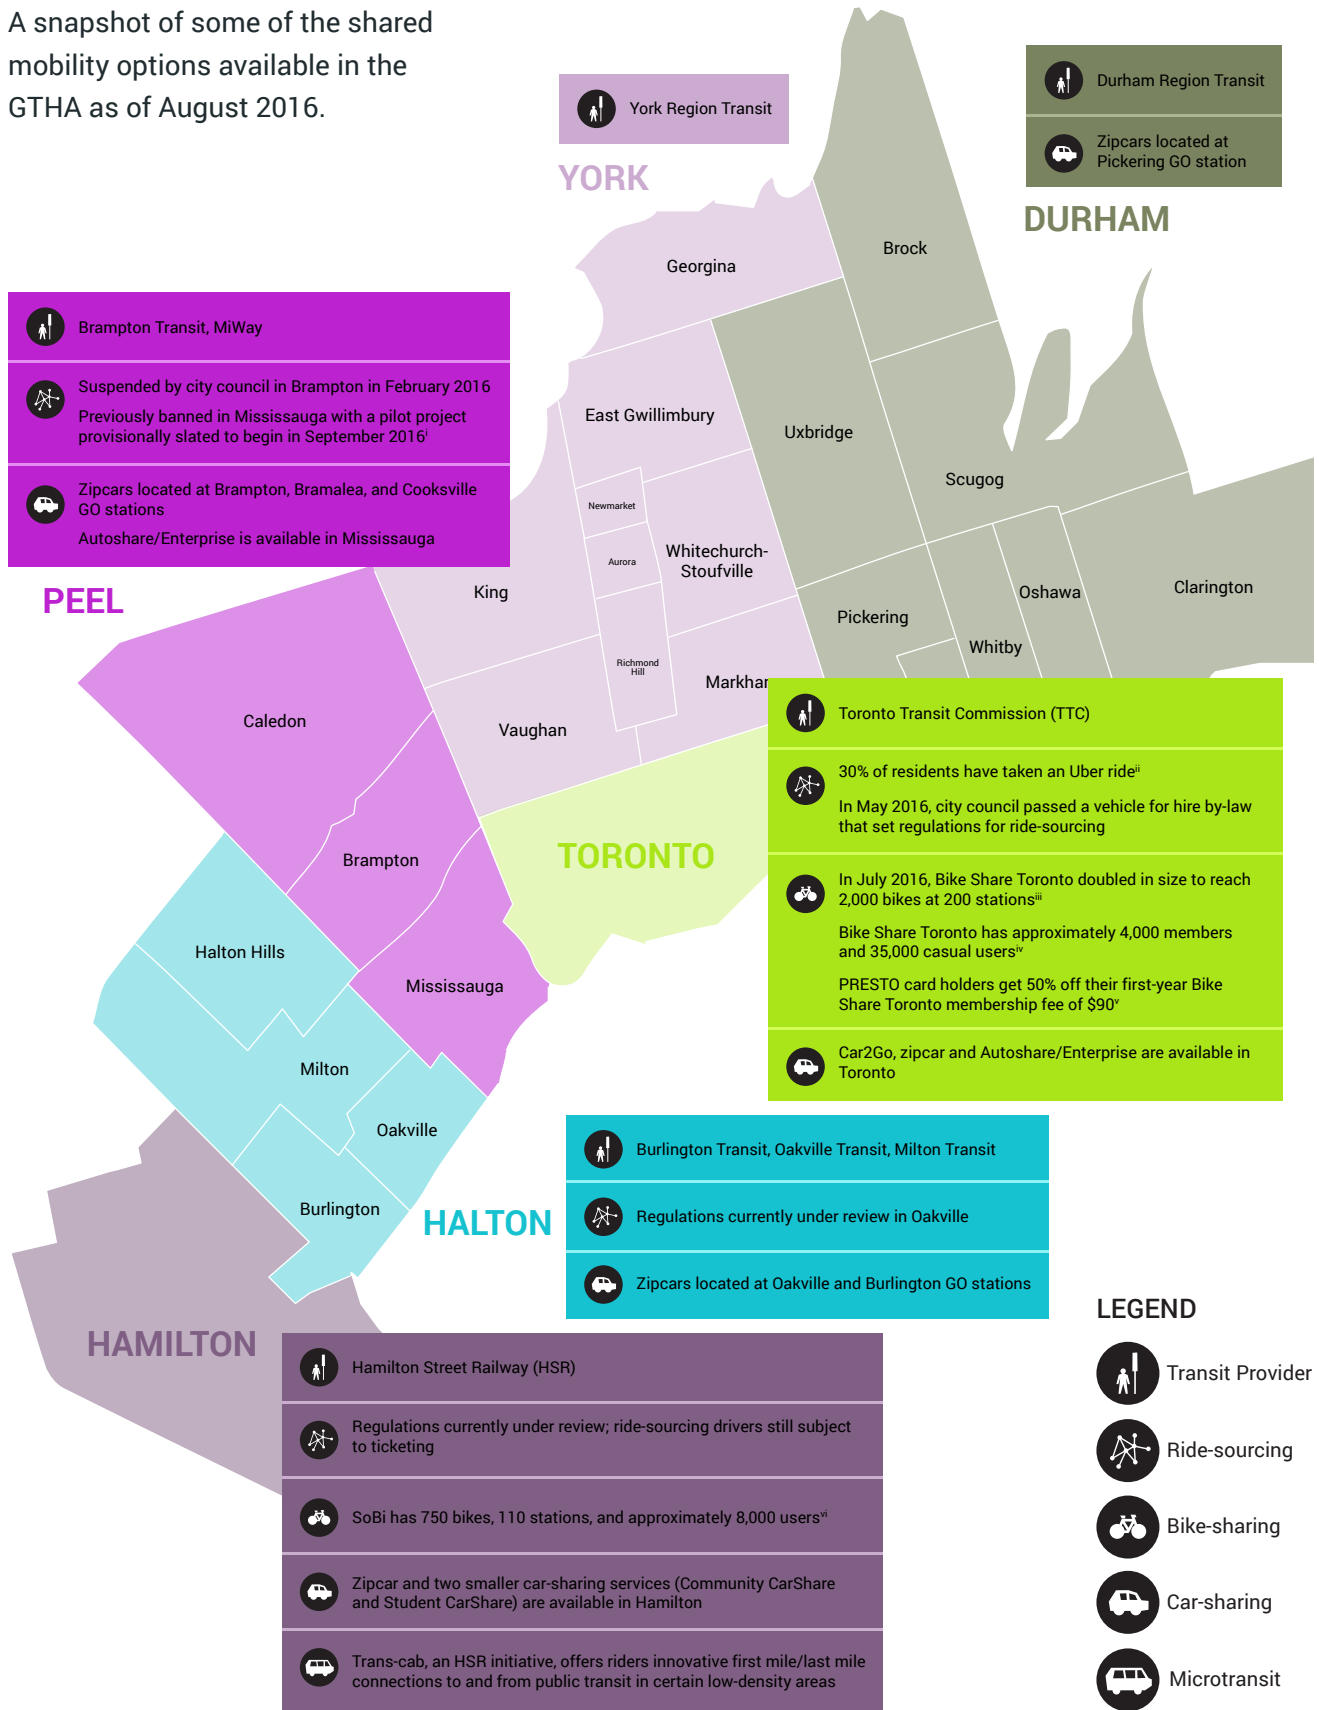 A snapshot of some of the shared
mobility options available in the
GTHA as of August 2016.
York Region Transit
YORK
Durham Region Transit
Zipcars located at
Pickering GO station
DURHAM
Brock
Georgina
Brampton Transit, MiWay
Suspended by city council in Brampton in February 2016
Previously banned in Mississauga with a pilot project
provisionally slated to begin in September 2016ⁱ
Zipcars located at Brampton, Bramalea, and Cooksville
GO stations
Autoshare/Enterprise is available in Mississauga
PEEL
East Gwillimbury
Uxbridge
Scugog
Newmarket
Whitechurch-
Stoufville
Aurora
King
Oshawa
Clarington
Pickering
Whitby
Richmond
Hill
Markham
Caledon
Vaughan
TORONTO
Toronto Transit Commission (TTC)
30% of residents have taken an Uber rideⁱⁱ
In May 2016, city council passed a vehicle for hire by-law
that set regulations for ride-sourcing
In July 2016, Bike Share Toronto doubled in size to reach
2,000 bikes at 200 stationsⁱⁱⁱ
Bike Share Toronto has approximately 4,000 members
and 35,000 casual usersⁱᵛ
PRESTO card holders get 50% off their first-year Bike
Share Toronto membership fee of $90ᵛ
Car2Go, zipcar and Autoshare/Enterprise are available in
Toronto
Brampton
Halton Hills
Mississauga
Milton
Oakville
Burlington
HALTON
Burlington Transit, Oakville Transit, Milton Transit
Regulations currently under review in Oakville
Zipcars located at Oakville and Burlington GO stations
HAMILTON
Hamilton Street Railway (HSR)
Regulations currently under review; ride-sourcing drivers still subject
to ticketing
SoBi has 750 bikes, 110 stations, and approximately 8,000 usersᵛⁱ
Zipcar and two smaller car-sharing services (Community CarShare
and Student CarShare) are available in Hamilton
Trans-cab, an HSR initiative, offers riders innovative first mile/last mile
connections to and from public transit in certain low-density areas
LEGEND
Transit Provider
Ride-sourcing
Bike-sharing
Car-sharing
Microtransit